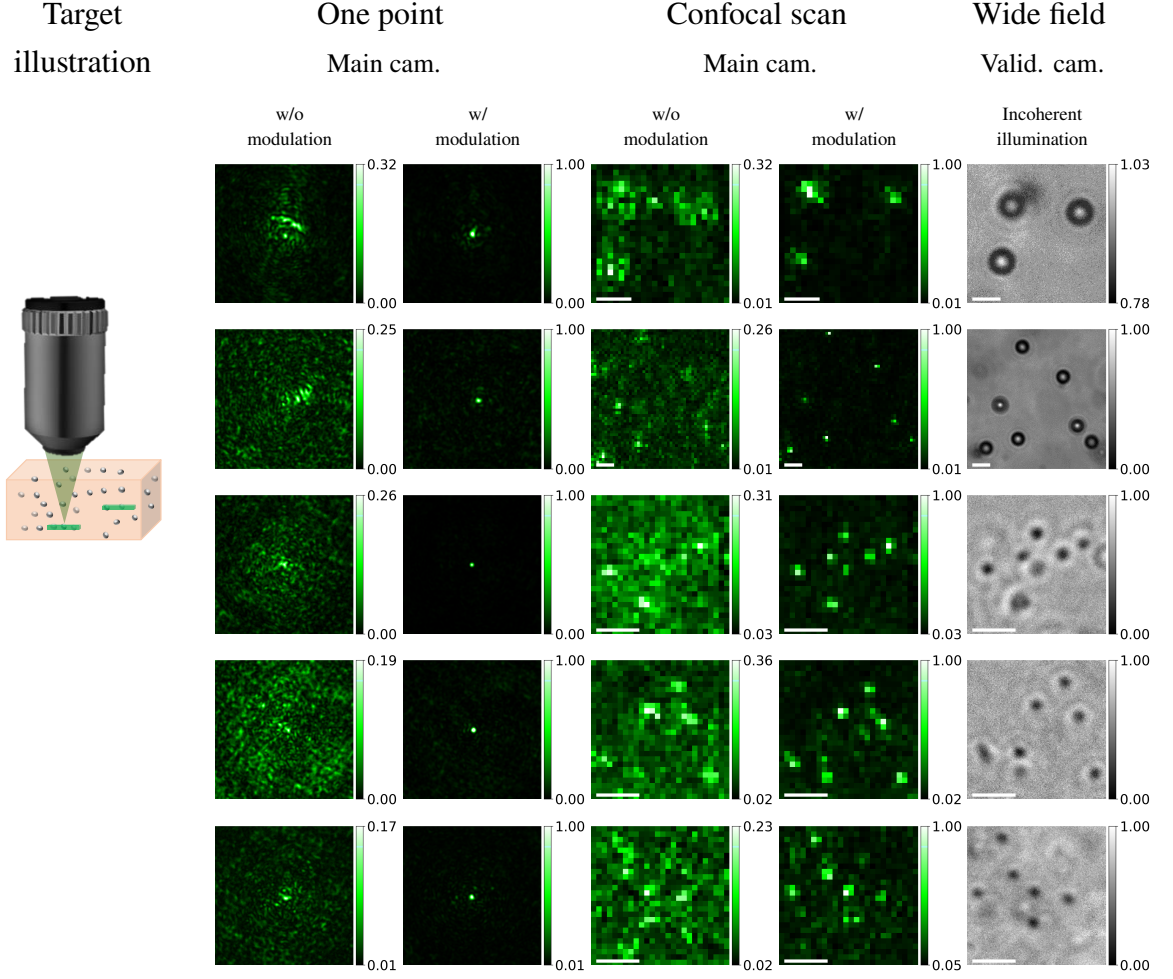 Target
illustration
One point
Main cam.
Confocal scan
Main cam.
Wide field
Valid. cam.
w/o
modulation
w/
modulation
w/o
modulation
w/
modulation
Incoherent
illumination
0.32
0.00
1.00
0.00
0.32
0.01
1.00
0.01
1.03
0.78
0.25
0.00
1.00
0.00
0.26
0.01
1.00
0.01
1.00
0.00
0.26
0.00
1.00
0.00
0.31
0.03
1.00
0.03
1.00
0.00
0.19
0.00
1.00
0.00
0.36
0.02
1.00
0.02
1.00
0.00
0.17
0.01
1.00
0.01
0.23
0.02
1.00
0.05
1.00
0.00